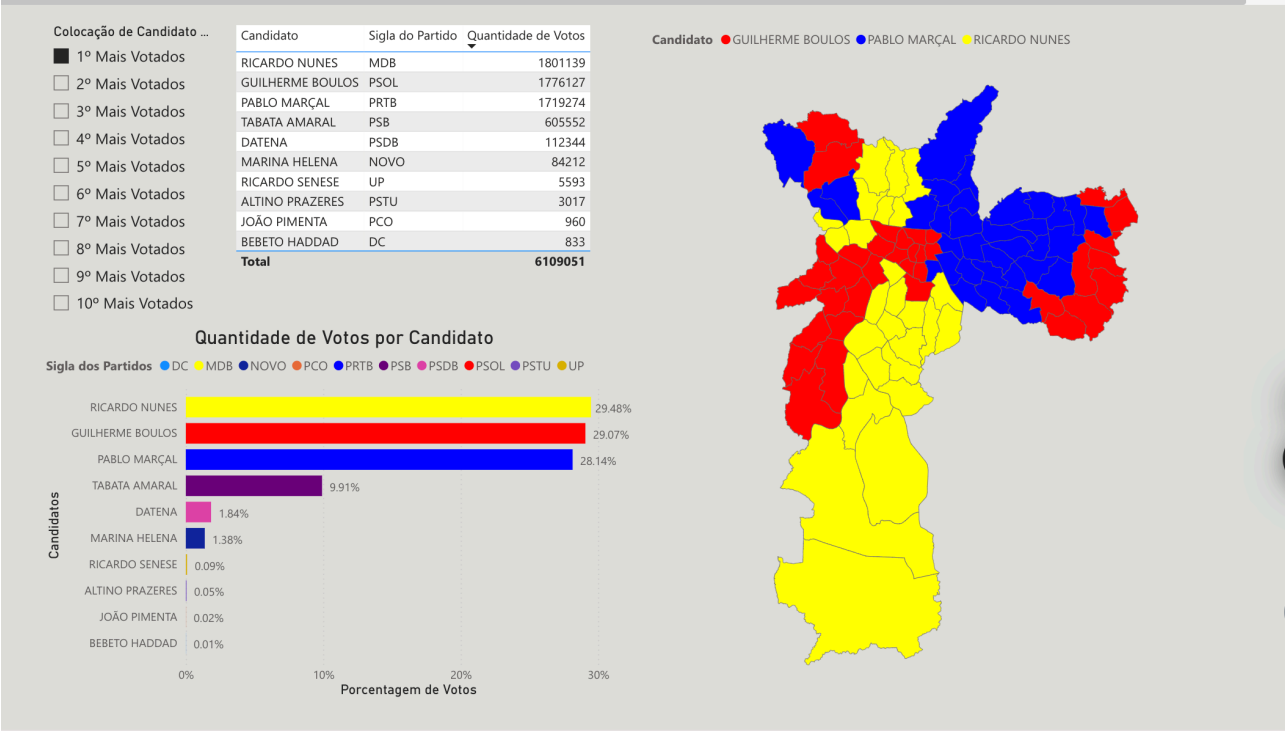 Colocação de Candidato ...
1º Mais Votados
2º Mais Votados
3º Mais Votados
4º Mais Votados
5º Mais Votados
6º Mais Votados
7º Mais Votados
8º Mais Votados
9º Mais Votados
10º Mais Votados
Candidato Sigla do Partido Quantidade de Votos
RICARDO NUNES MDB 1801139
GUILHERME BOULOS PSOL 1776127
PABLO MARÇAL PRTB 1719274
TABATA AMARAL PSB 605552
DATENA PSDB 112344
MARINA HELENA NOVO 84212
RICARDO SENESE UP 5593
ALTINO PRAZERES PSTU 3017
JOÃO PIMENTA PCO 960
BEBETO HADDAD DC 833
Total 6109051
Candidato GUILHERME BOULOS PABLO MARÇAL RICARDO NUNES
Quantidade de Votos por Candidato
Sigla dos Partidos DC MDB NOVO PCO PRTB PSB PSDB PSOL PSTU UP
Candidatos
RICARDO NUNES 29.48%
GUILHERME BOULOS 29.07%
PABLO MARÇAL 28.14%
TABATA AMARAL 9.91%
DATENA 1.84%
MARINA HELENA 1.38%
RICARDO SENESE 0.09%
ALTINO PRAZERES 0.05%
JOÃO PIMENTA 0.02%
BEBETO HADDAD 0.01%
0% 10% 20% 30%
Porcentagem de Votos